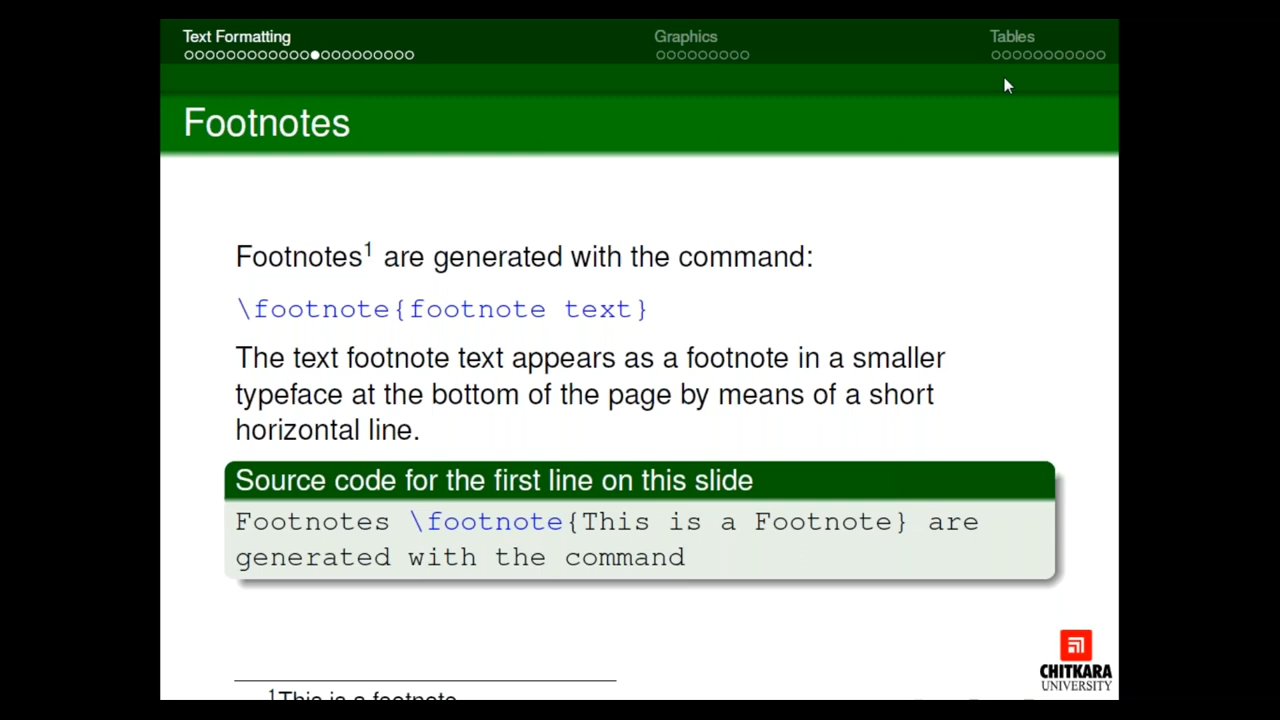 Text Formatting Graphics Tables
Footnotes
Footnotes¹ are generated with the command:
\footnote{footnote text}
The text footnote text appears as a footnote in a smaller
typeface at the bottom of the page by means of a short
horizontal line.
Source code for the first line on this slide
Footnotes \footnote{This is a Footnote} are
generated with the command
CHITKARA
UNIVERSITY
¹This is a footnote